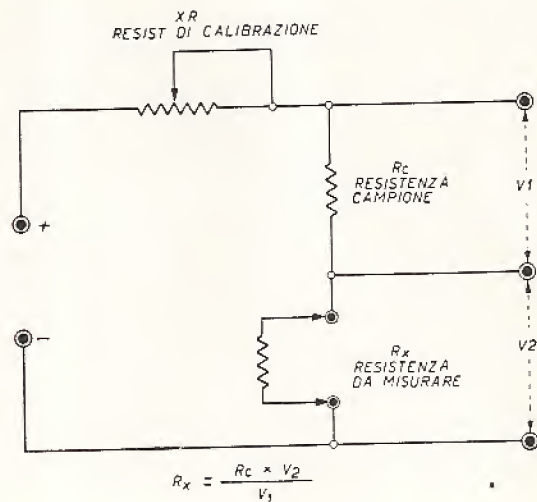 XR
RESIST DI CALIBRAZIONE
+
Rc
RESISTENZA
CAMPIONE
V1
−
Rx
RESISTENZA
DA MISURARE
V2
Rx = Rc × V2
V1